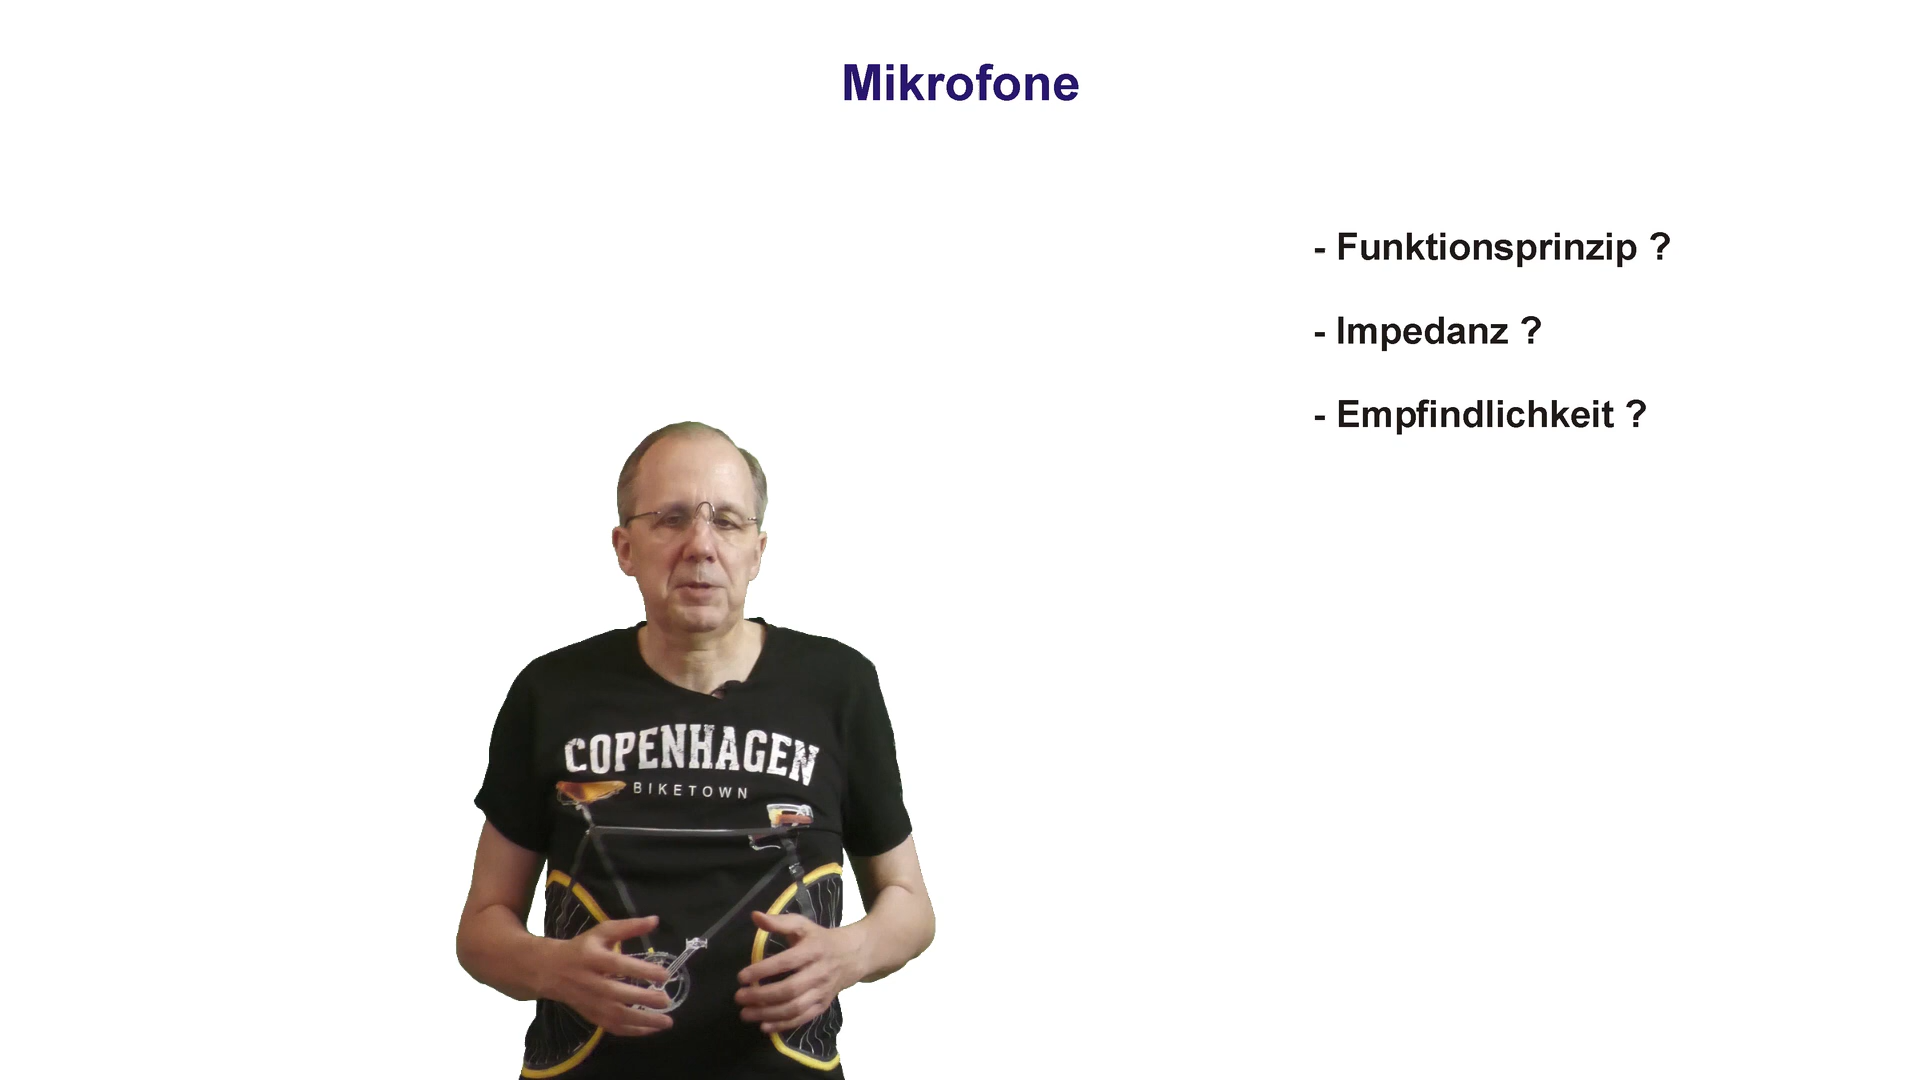 Mikrofone
- Funktionsprinzip ?
- Impedanz ?
- Empfindlichkeit ?
COPENHAGEN
BIKETOWN